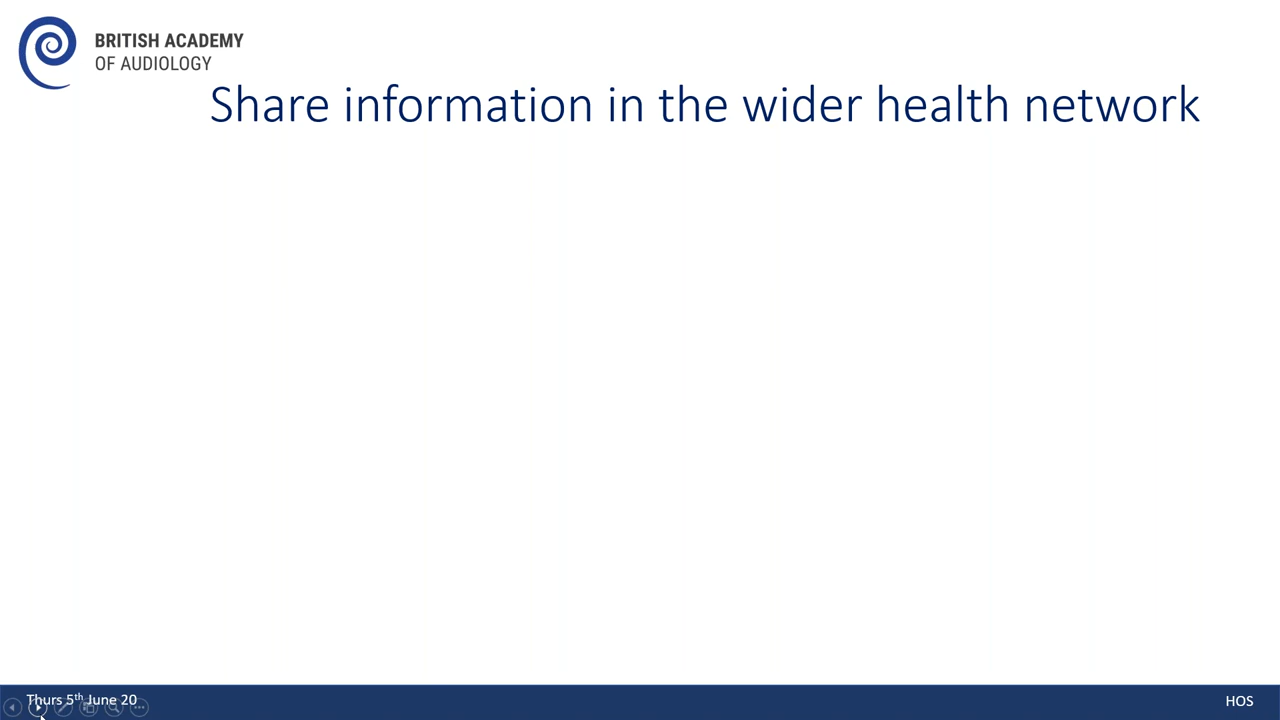 BRITISH ACADEMY
OF AUDIOLOGY
Share information in the wider health network
Thurs 5th June 20
HOS